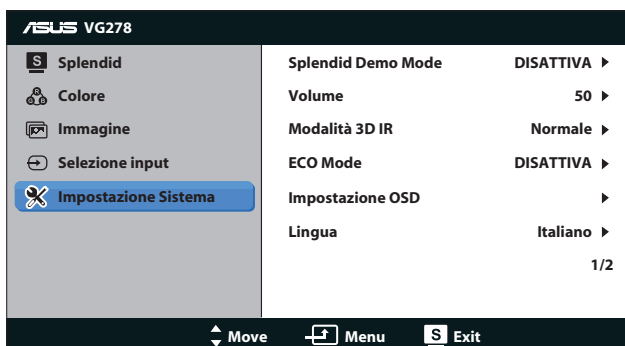 ASUS VG278
S Splendid
Colore
Immagine
Selezione input
Impostazione Sistema
Splendid Demo Mode DISATTIVA
Volume 50
Modalità 3D IR Normale
ECO Mode DISATTIVA
Impostazione OSD
Lingua Italiano
1/2
Move Menu S Exit